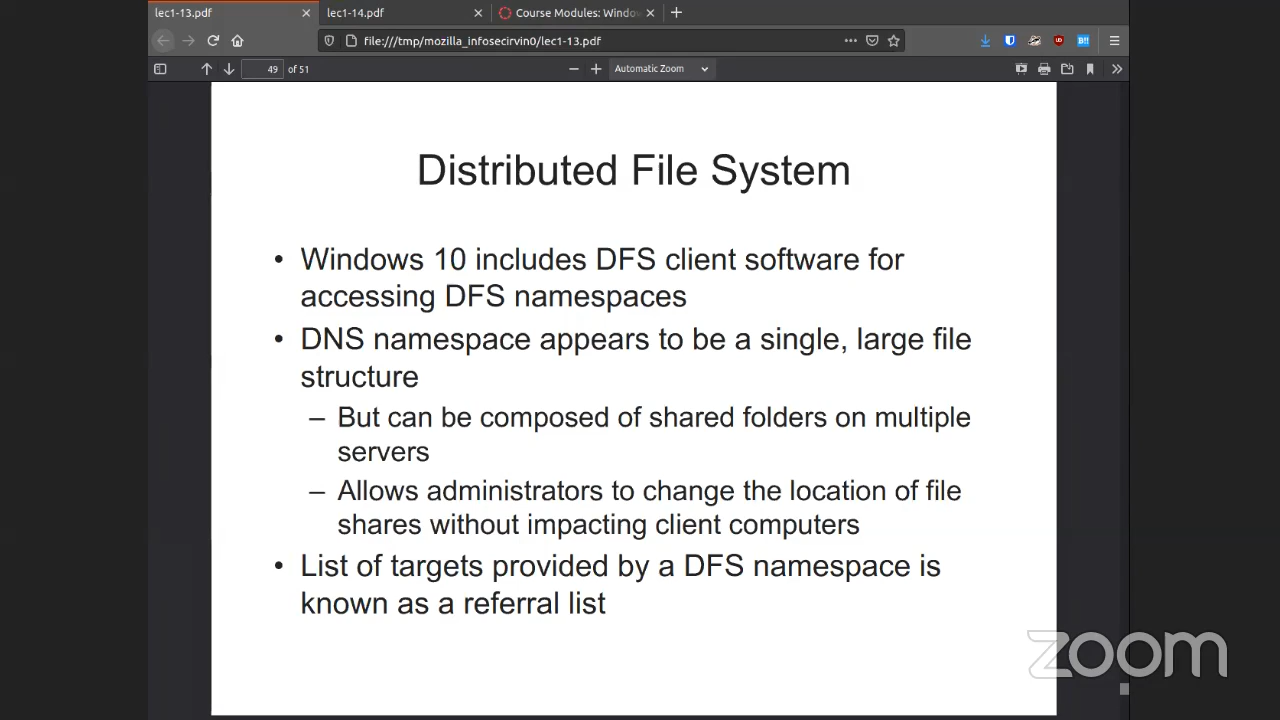 lec1-13.pdf
lec1-14.pdf
Course Modules: Windo
file:///tmp/mozilla_infosecirvin0/lec1-13.pdf
49 of 51
Automatic Zoom
Distributed File System
• Windows 10 includes DFS client software for
accessing DFS namespaces
• DNS namespace appears to be a single, large file
structure
– But can be composed of shared folders on multiple
servers
– Allows administrators to change the location of file
shares without impacting client computers
• List of targets provided by a DFS namespace is
known as a referral list
zoom